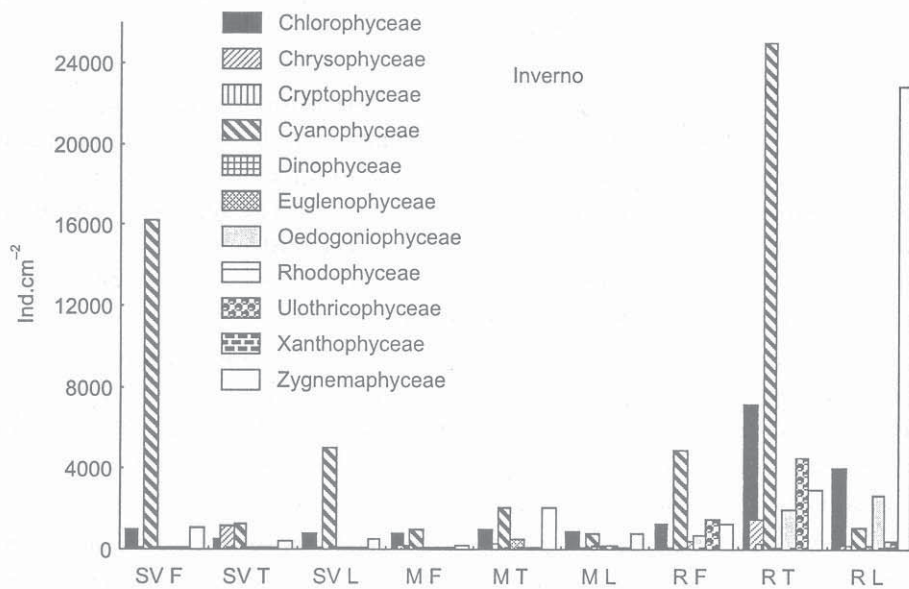 Chlorophyceae
Chrysophyceae
Cryptophyceae
Cyanophyceae
Dinophyceae
Euglenophyceae
Oedogoniophyceae
Rhodophyceae
Ulothricophyceae
Xanthophyceae
Zygnemaphyceae
Inverno
Ind.cm⁻²
24000
20000
16000
12000
8000
4000
0
SV F SV T SV L M F M T M L R F R T R L